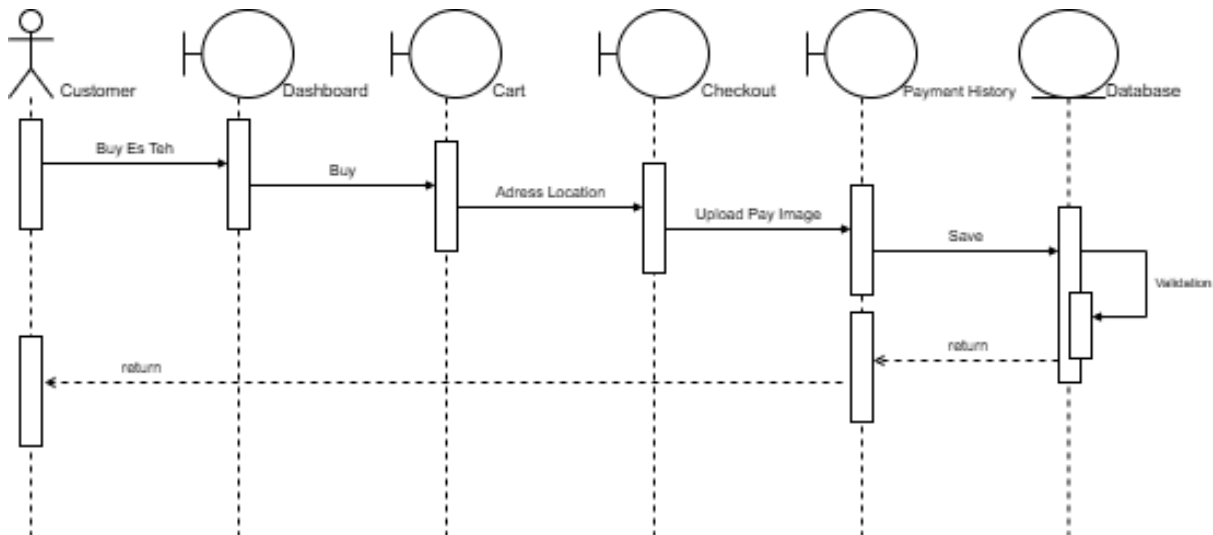 Customer
Dashboard
Cart
Checkout
Payment History
Database
Buy Es Teh
Buy
Adress Location
Upload Pay Image
Save
Validation
return
return